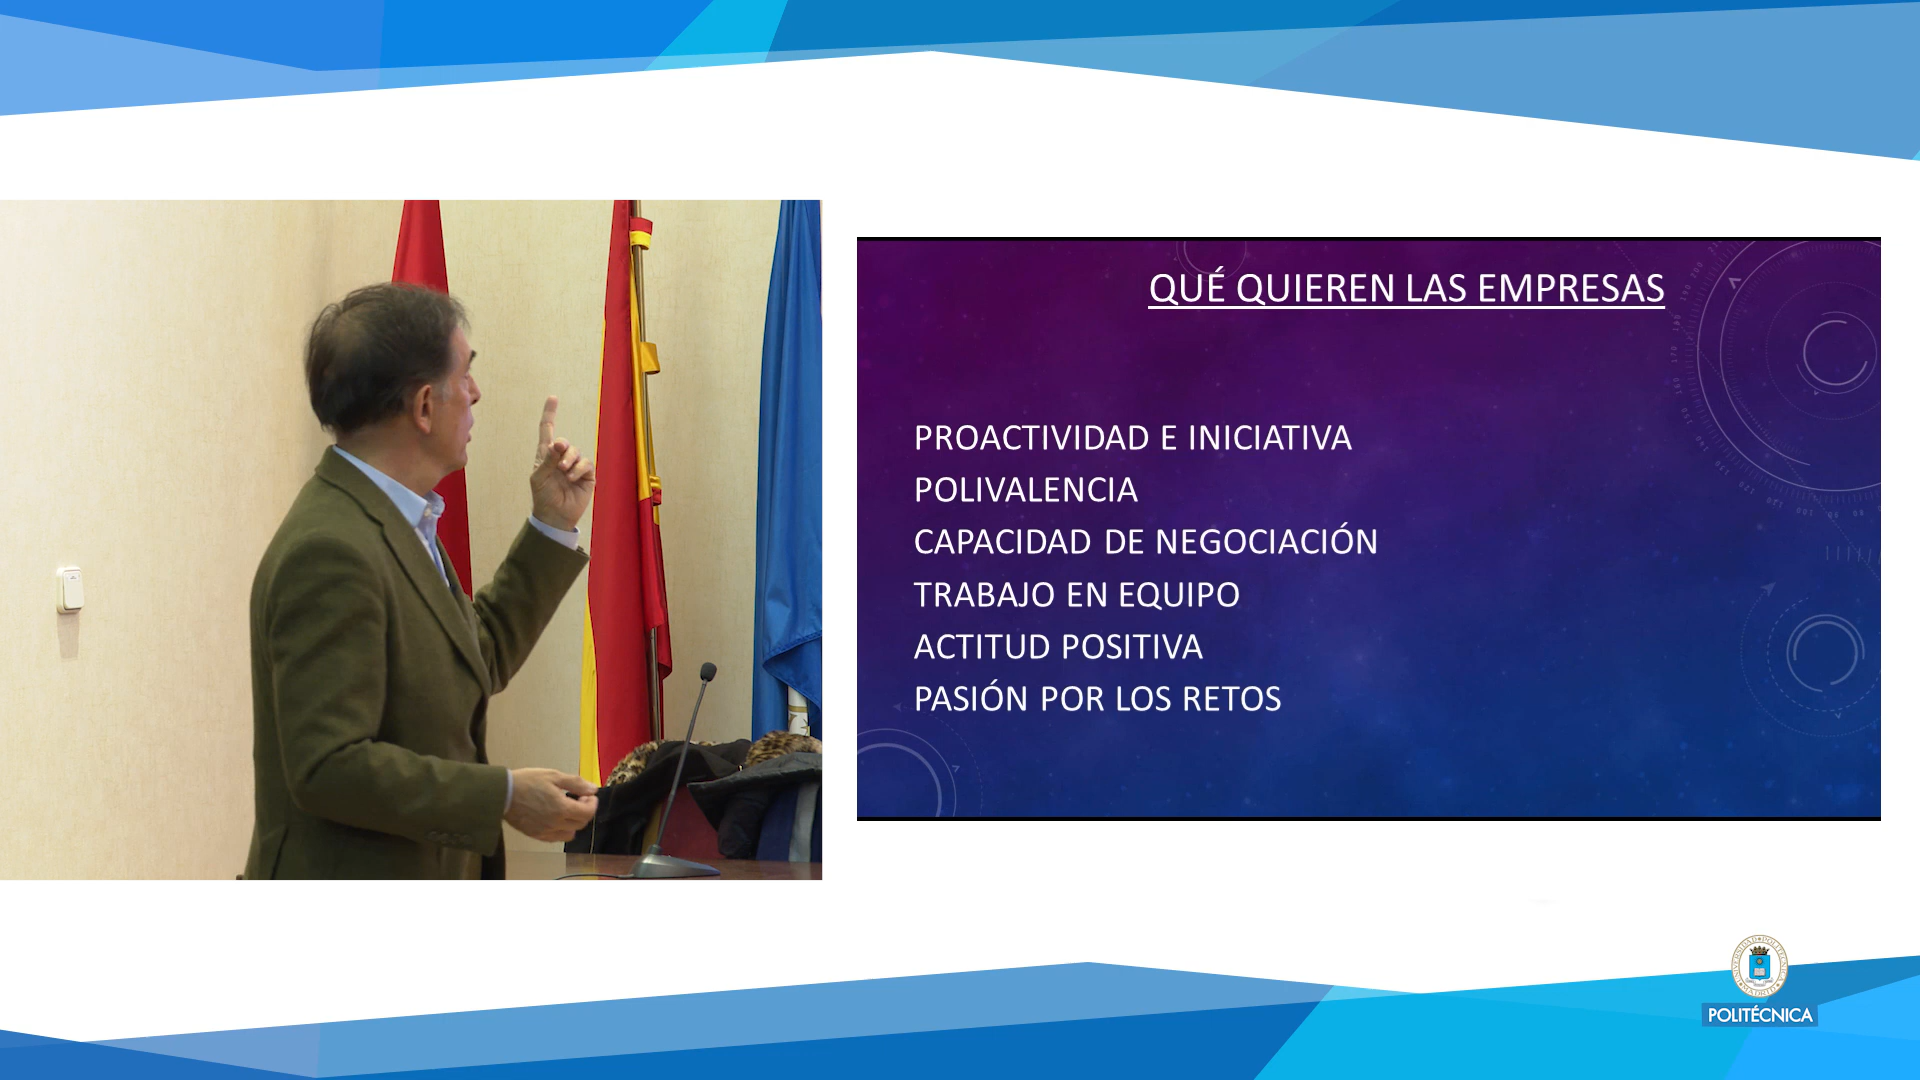 QUÉ QUIEREN LAS EMPRESAS
PROACTIVIDAD E INICIATIVA
POLIVALENCIA
CAPACIDAD DE NEGOCIACIÓN
TRABAJO EN EQUIPO
ACTITUD POSITIVA
PASIÓN POR LOS RETOS
POLITÉCNICA